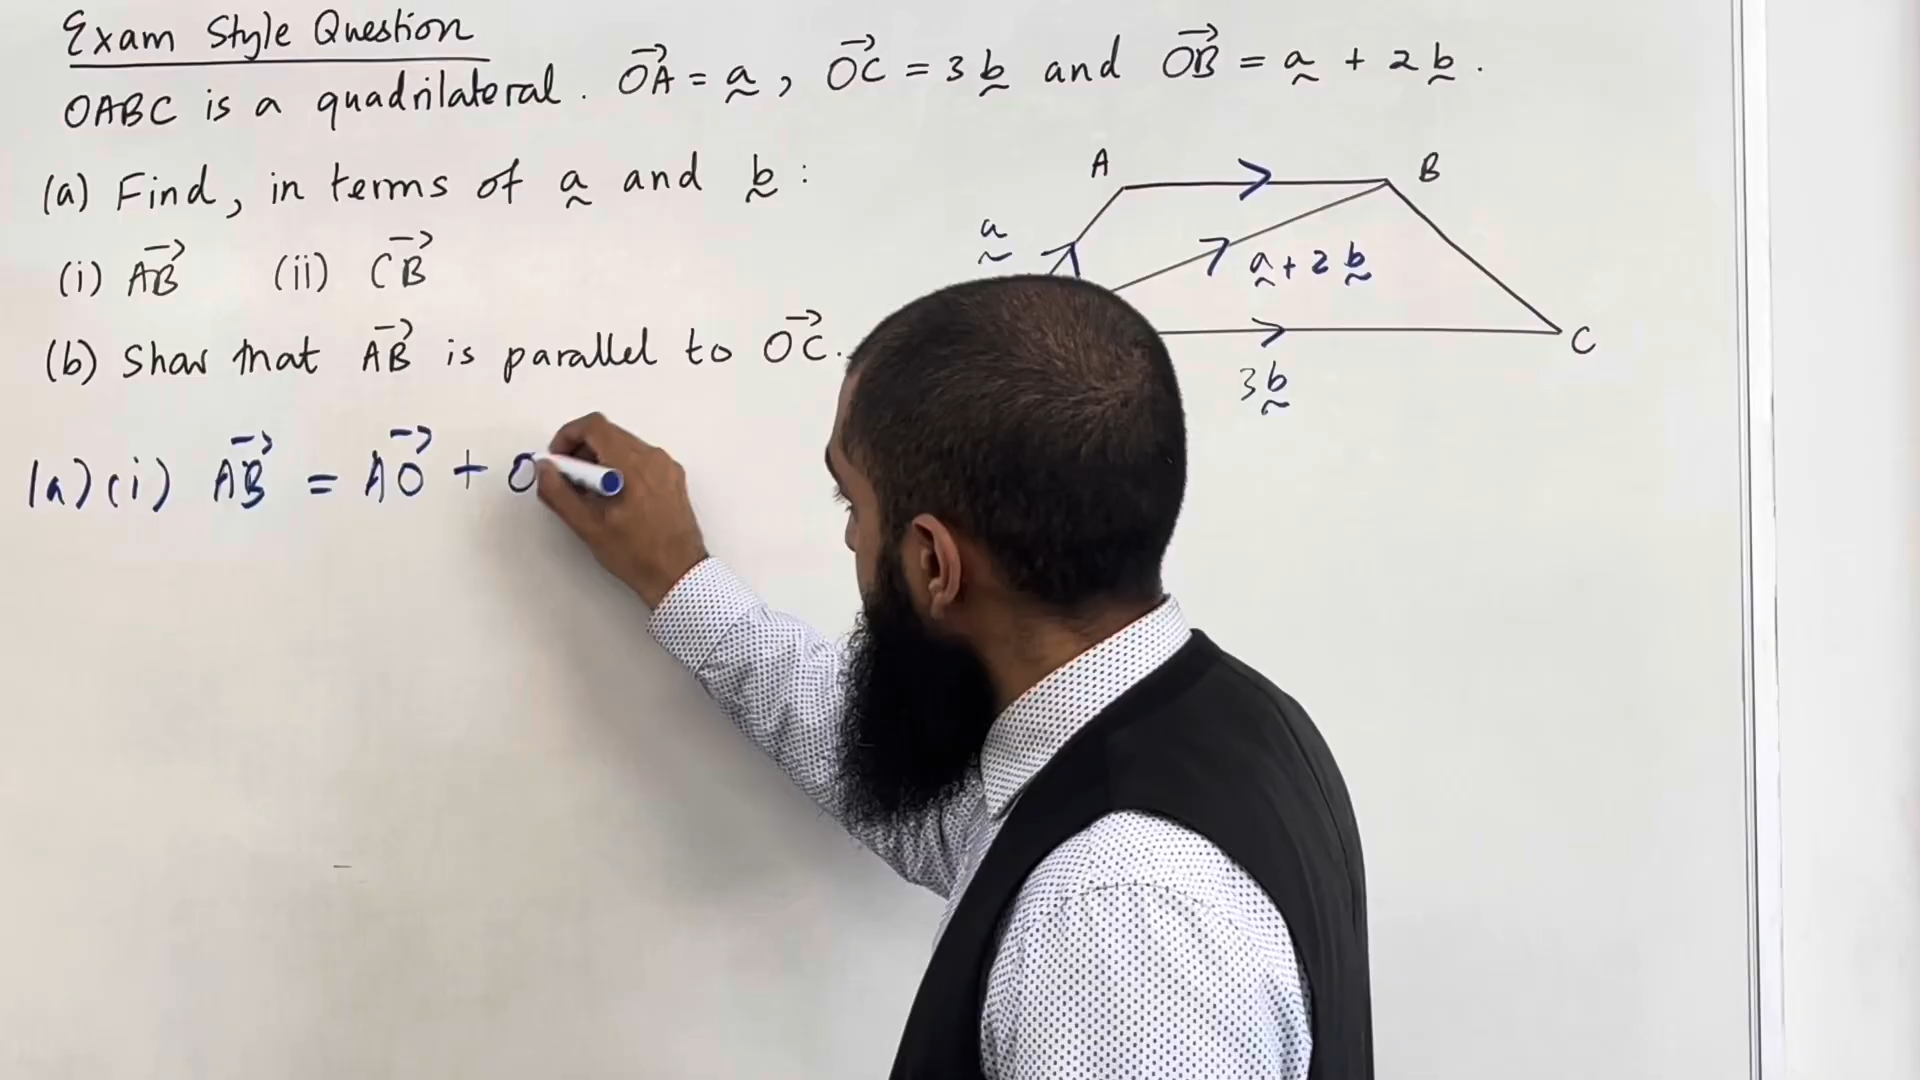 Exam Style Question
OABC is a quadrilateral. →OA = a, →OC = 3b and →OB = a + 2b.
(a) Find, in terms of a and b:
(i) →AB (ii) →CB
(b) Show that →AB is parallel to →OC.
(a)(i) →AB = →AO + O
A
B
a
a + 2b
C
3b